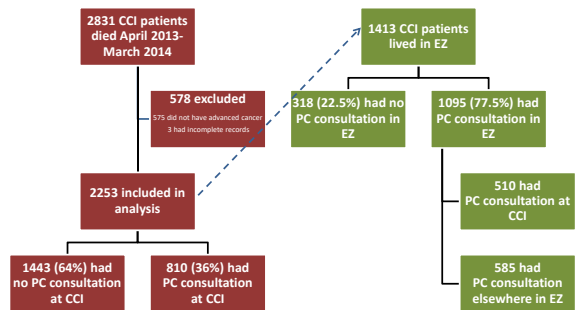 2831 CCI patients
died April 2013-
March 2014
578 excluded
575 did not have advanced cancer
3 had incomplete records
2253 included in
analysis
1443 (64%) had
no PC consultation
at CCI
810 (36%) had
PC consultation
at CCI
1413 CCI patients
lived in EZ
318 (22.5%) had no
PC consultation in
EZ
1095 (77.5%) had
PC consultation in
EZ
510 had
PC consultation at
CCI
585 had
PC consultation
elsewhere in EZ